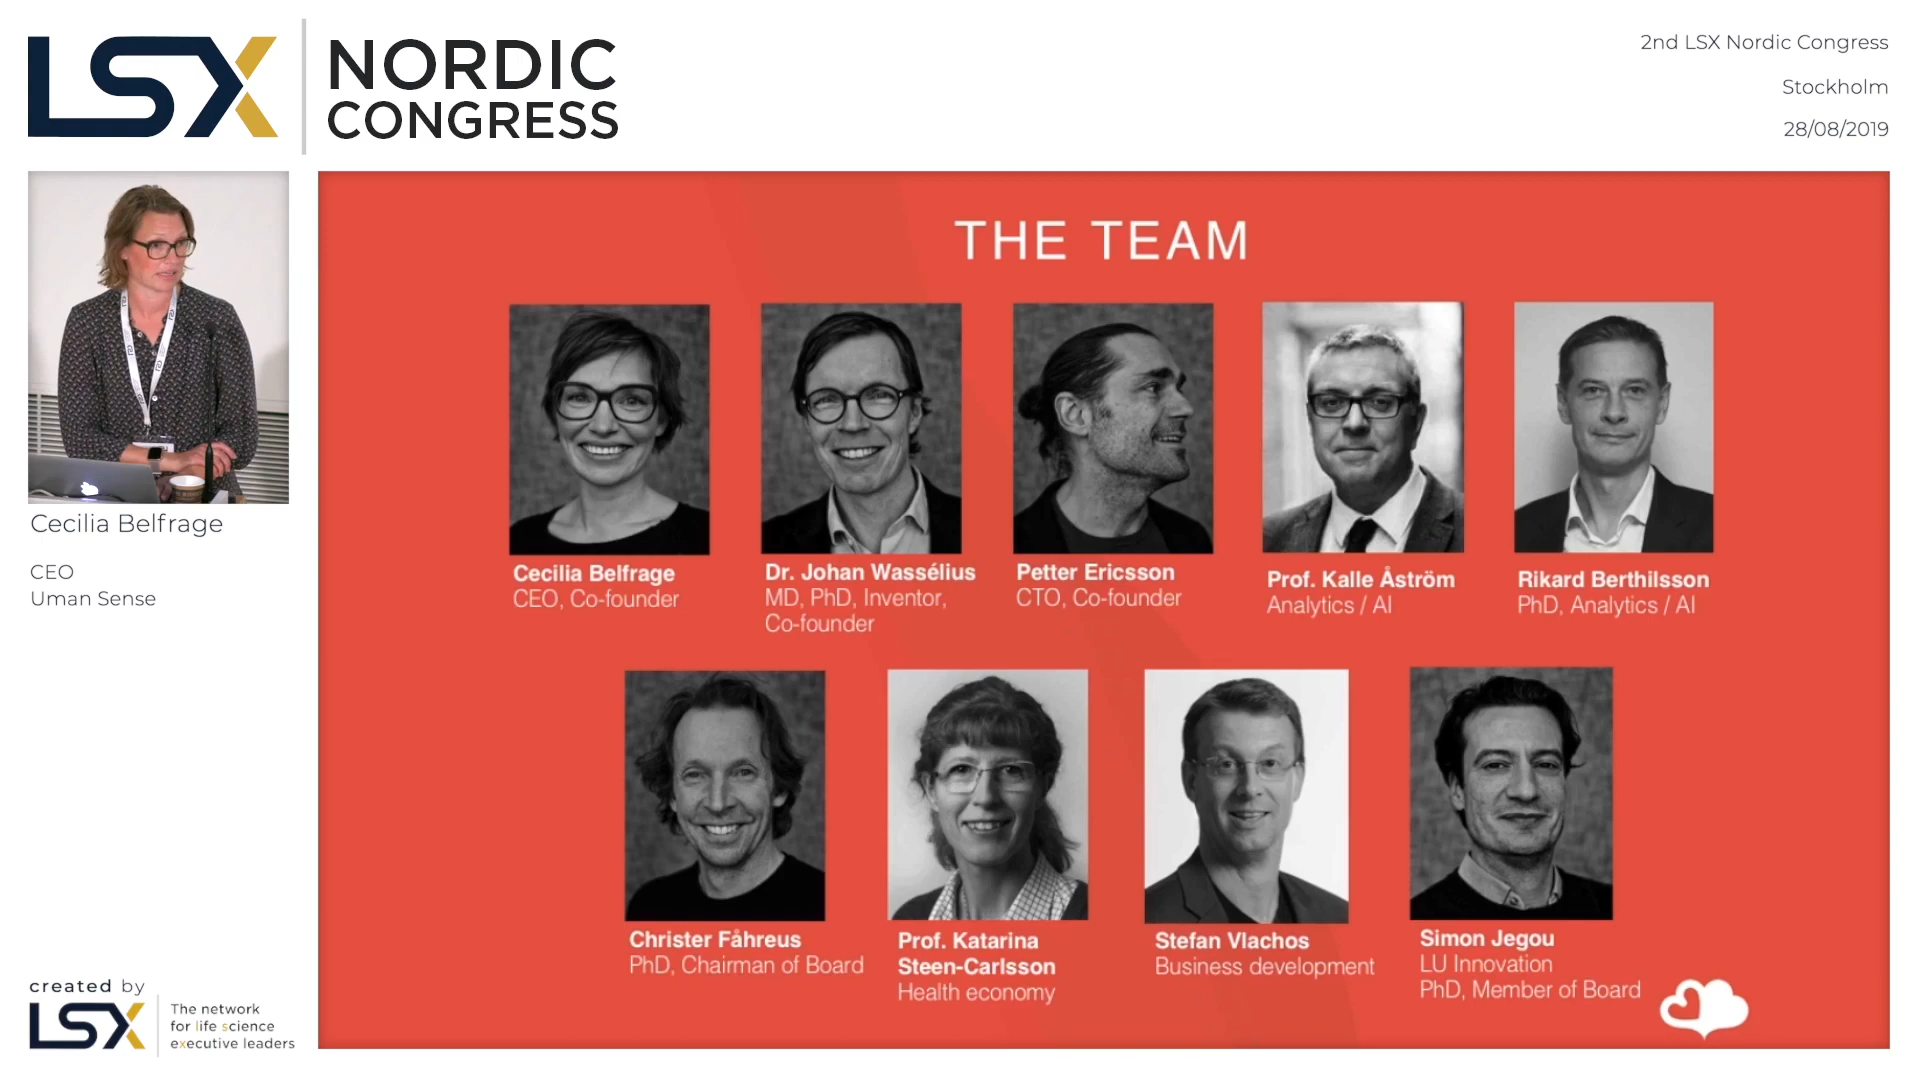 LSX
NORDIC
CONGRESS
2nd LSX Nordic Congress
Stockholm
28/08/2019
Cecilia Belfrage
CEO
Uman Sense
THE TEAM
Cecilia Belfrage
CEO, Co-founder
Dr. Johan Wassélius
MD, PhD, Inventor,
Co-founder
Petter Ericsson
CTO, Co-founder
Prof. Kalle Åström
Analytics / AI
Rikard Berthilsson
PhD, Analytics / AI
Christer Fåhreus
PhD, Chairman of Board
Prof. Katarina
Steen-Carlsson
Health economy
Stefan Vlachos
Business development
Simon Jegou
LU Innovation
PhD, Member of Board
created by
LSX
The network
for life science
executive leaders